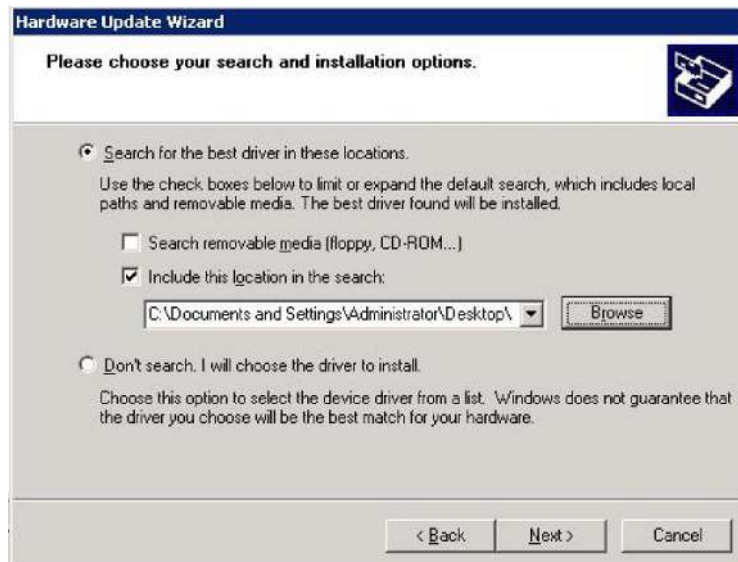 Hardware Update Wizard
Please choose your search and installation options.
Search for the best driver in these locations.
Use the check boxes below to limit or expand the default search, which includes local
paths and removable media. The best driver found will be installed.
Search removable media (floppy, CD-ROM...)
Include this location in the search:
C:\Documents and Settings\Administrator\Desktop\
Browse
Don't search. I will choose the driver to install.
Choose this option to select the device driver from a list. Windows does not guarantee that
the driver you choose will be the best match for your hardware.
< Back Next > Cancel